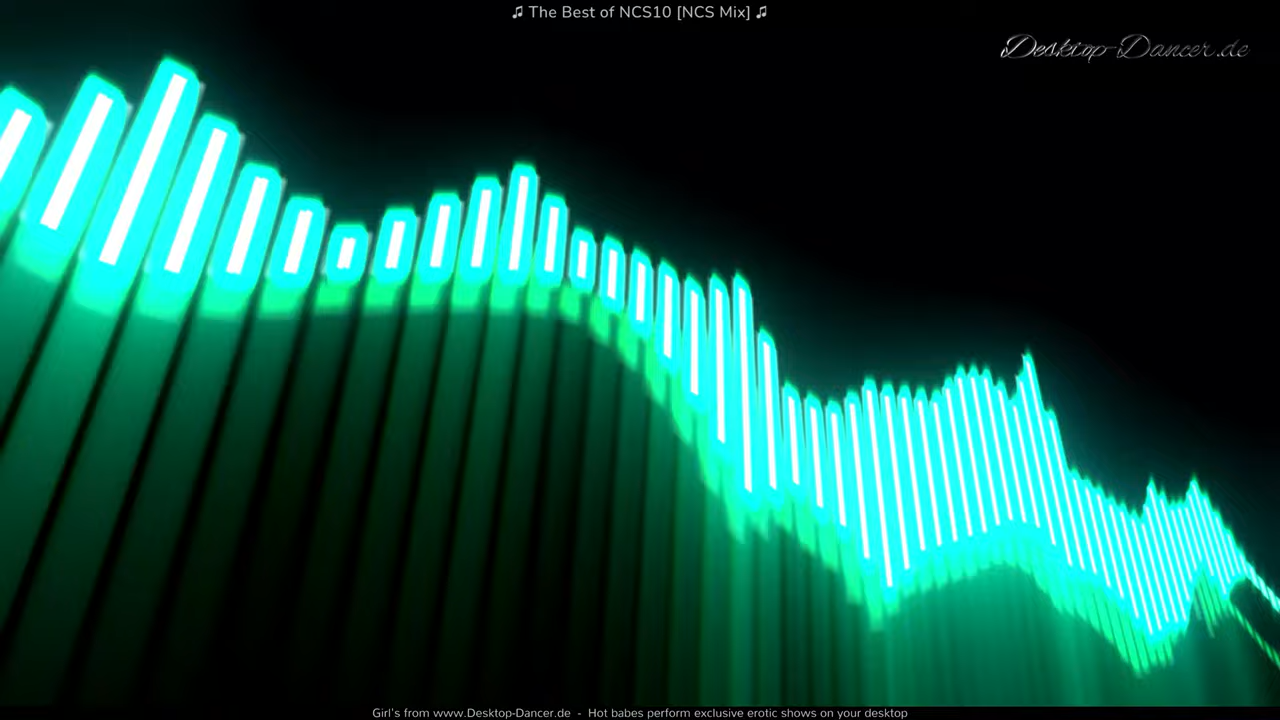 ♫ The Best of NCS10 [NCS Mix] ♫
Desktop-Dancer.de
Girl's from www.Desktop-Dancer.de - Hot babes perform exclusive erotic shows on your desktop